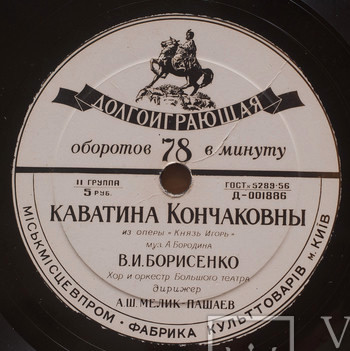 ДОЛГОИГРАЮЩАЯ
оборотов 78 в минуту
II ГРУППА
5 РУБ.
ГОСТ 5289-56
Д-001886
КАВАТИНА КОНЧАКОВНЫ
ИЗ ОПЕРЫ «КНЯЗЬ ИГОРЬ»
муз. А. БОРОДИНА
В.И. БОРИСЕНКО
Хор и оркестр Большого театра
Дирижер
А.Ш. МЕЛИК-ПАШАЕВ
МІСЬКМІСЦЕВПРОМ - ФАБРИКА КУЛЬТТОВАРІВ м. КИЇВ